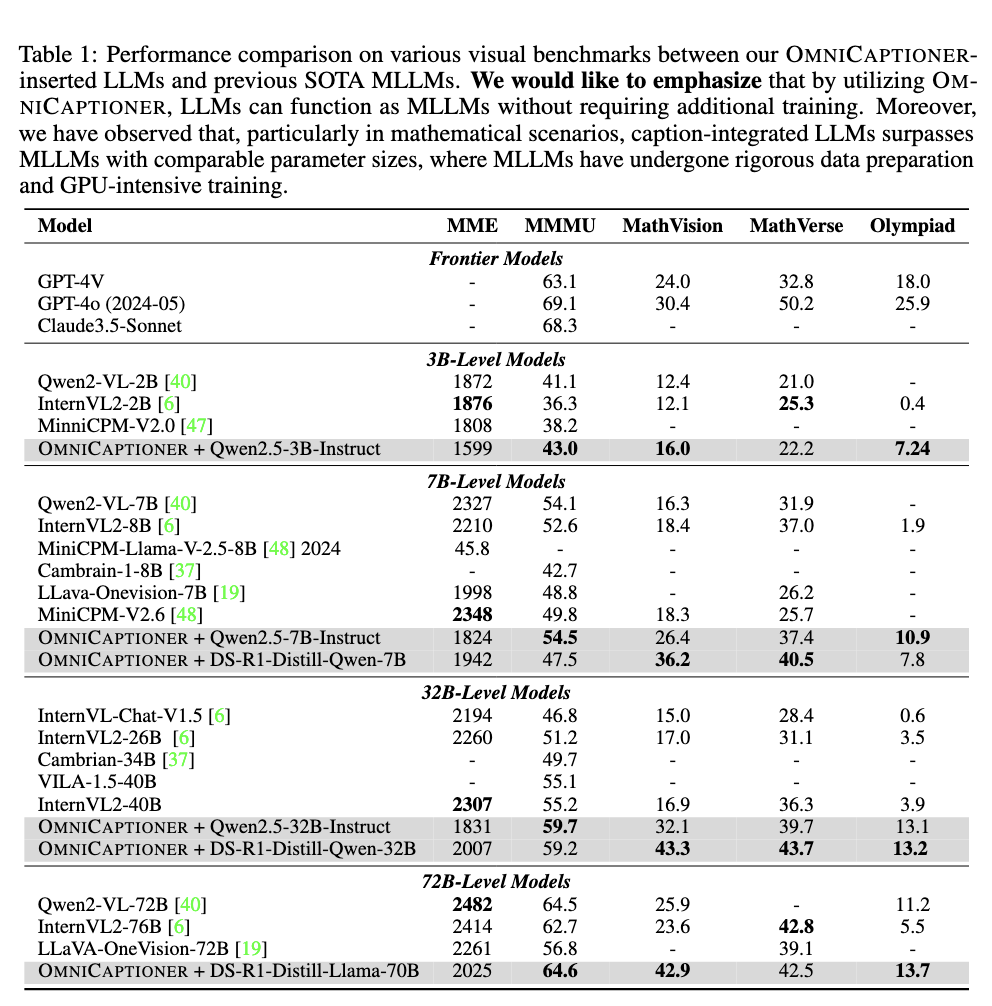 Table 1: Performance comparison on various visual benchmarks between our OMNICAPTIONER-
inserted LLMs and previous SOTA MLLMs. We would like to emphasize that by utilizing OM-
NICAPTIONER, LLMs can function as MLLMs without requiring additional training. Moreover,
we have observed that, particularly in mathematical scenarios, caption-integrated LLMs surpasses
MLLMs with comparable parameter sizes, where MLLMs have undergone rigorous data preparation
and GPU-intensive training.
Model MME MMMU MathVision MathVerse Olympiad
Frontier Models
GPT-4V - 63.1 24.0 32.8 18.0
GPT-4o (2024-05) - 69.1 30.4 50.2 25.9
Claude3.5-Sonnet - 68.3 - - -
3B-Level Models
Qwen2-VL-2B [40] 1872 41.1 12.4 21.0 -
InternVL2-2B [6] 1876 36.3 12.1 25.3 0.4
MinniCPM-V2.0 [47] 1808 38.2 - - -
OMNICAPTIONER + Qwen2.5-3B-Instruct 1599 43.0 16.0 22.2 7.24
7B-Level Models
Qwen2-VL-7B [40] 2327 54.1 16.3 31.9 -
InternVL2-8B [6] 2210 52.6 18.4 37.0 1.9
MiniCPM-Llama-V-2.5-8B [48] 2024 45.8 - - - -
Cambrain-1-8B [37] - 42.7 - - -
LLava-Onevision-7B [19] 1998 48.8 - 26.2 -
MiniCPM-V2.6 [48] 2348 49.8 18.3 25.7 -
OMNICAPTIONER + Qwen2.5-7B-Instruct 1824 54.5 26.4 37.4 10.9
OMNICAPTIONER + DS-R1-Distill-Qwen-7B 1942 47.5 36.2 40.5 7.8
32B-Level Models
InternVL-Chat-V1.5 [6] 2194 46.8 15.0 28.4 0.6
InternVL2-26B [6] 2260 51.2 17.0 31.1 3.5
Cambrian-34B [37] - 49.7 - - -
VILA-1.5-40B - 55.1 - - -
InternVL2-40B 2307 55.2 16.9 36.3 3.9
OMNICAPTIONER + Qwen2.5-32B-Instruct 1831 59.7 32.1 39.7 13.1
OMNICAPTIONER + DS-R1-Distill-Qwen-32B 2007 59.2 43.3 43.7 13.2
72B-Level Models
Qwen2-VL-72B [40] 2482 64.5 25.9 - 11.2
InternVL2-76B [6] 2414 62.7 23.6 42.8 5.5
LLaVA-OneVision-72B [19] 2261 56.8 - 39.1 -
OMNICAPTIONER + DS-R1-Distill-Llama-70B 2025 64.6 42.9 42.5 13.7